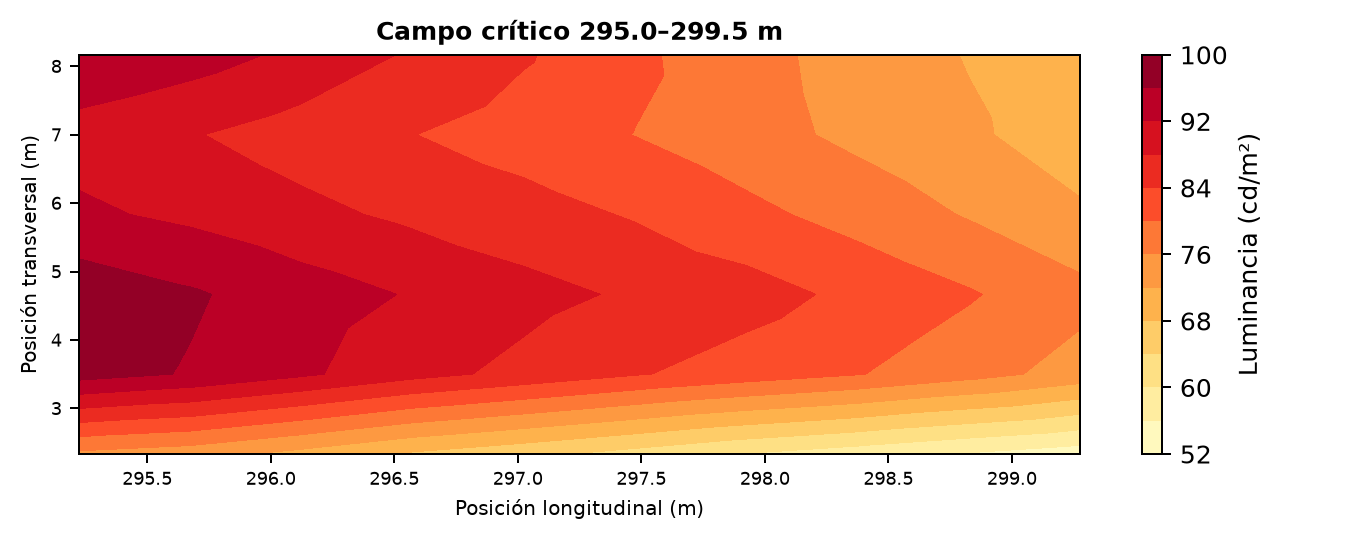 Campo crítico 295.0–299.5 m
8
7
6
5
4
3
Posición transversal (m)
295.5 296.0 296.5 297.0 297.5 298.0 298.5 299.0
Posición longitudinal (m)
100
92
84
76
68
60
52
Luminancia (cd/m²)